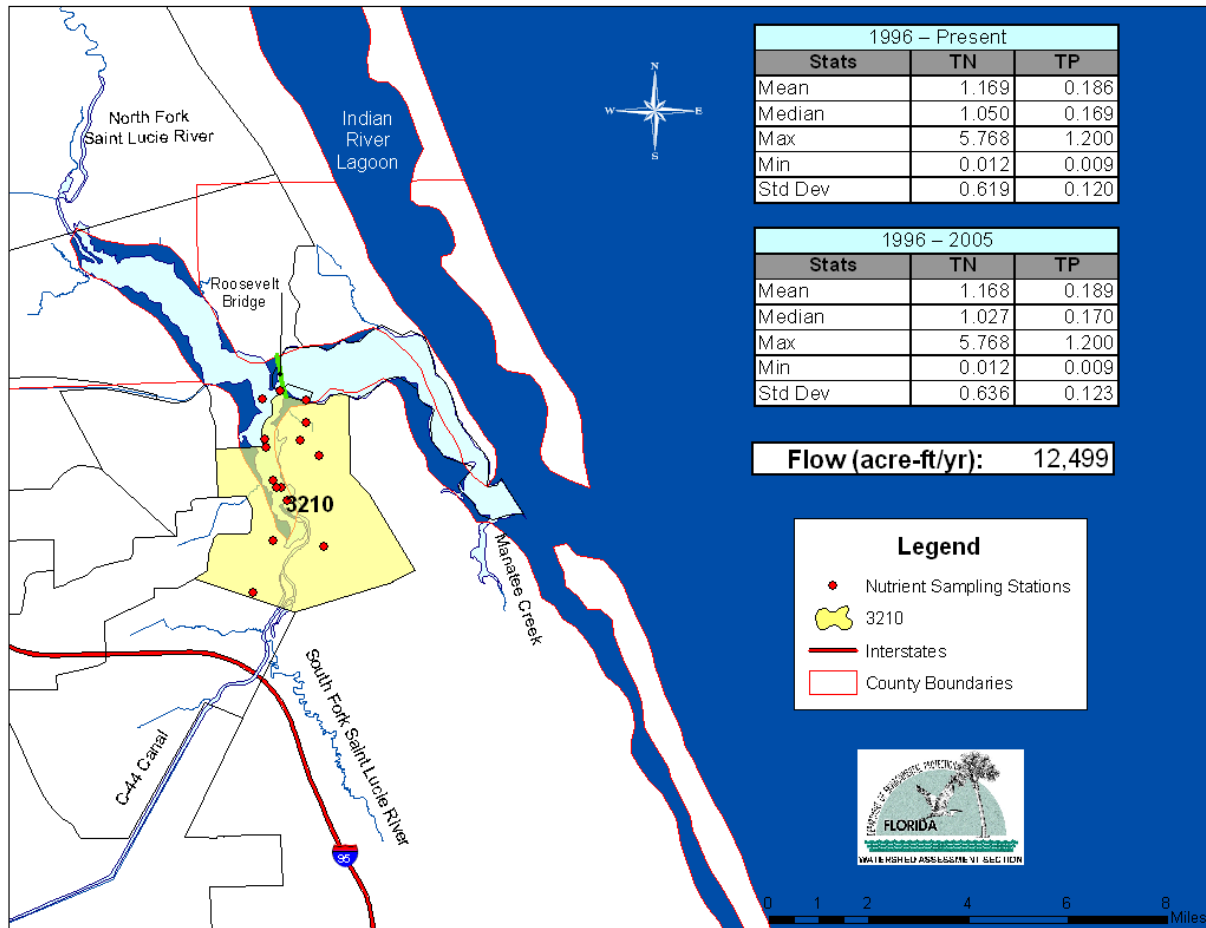 North Fork
Saint Lucie River
Indian
River
Lagoon
N
W E
S
Roosevelt
Bridge
3210
Manatee Creek
South Fork Saint Lucie River
C-44 Canal
95
1996 – Present
Stats TN TP
Mean 1.169 0.186
Median 1.050 0.169
Max 5.768 1.200
Min 0.012 0.009
Std Dev 0.619 0.120
1996 – 2005
Stats TN TP
Mean 1.168 0.189
Median 1.027 0.170
Max 5.768 1.200
Min 0.012 0.009
Std Dev 0.636 0.123
Flow (acre-ft/yr): 12,499
Legend
Nutrient Sampling Stations
3210
Interstates
County Boundaries
DEPARTMENT OF ENVIRONMENTAL PROTECTION
FLORIDA
WATERSHED ASSESSMENT SECTION
0 1 2 4 6 8
Miles